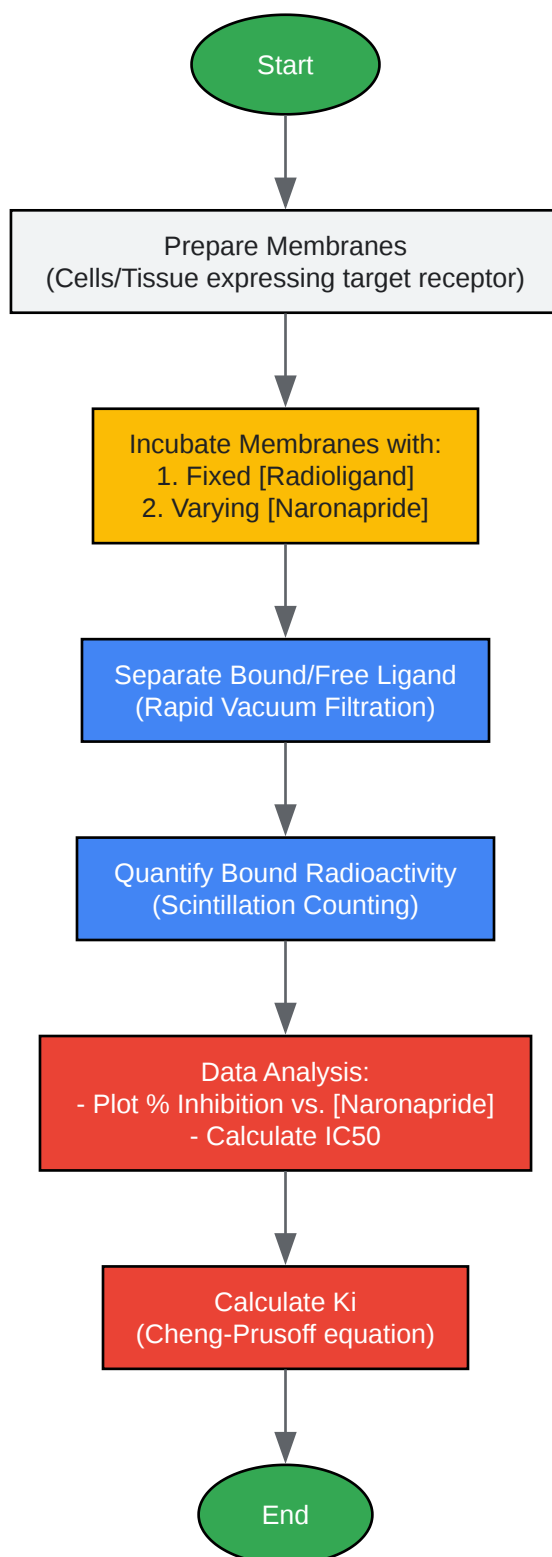 Start
Prepare Membranes
(Cells/Tissue expressing target receptor)
Incubate Membranes with:
1. Fixed [Radioligand]
2. Varying [Naronapride]
Separate Bound/Free Ligand
(Rapid Vacuum Filtration)
Quantify Bound Radioactivity
(Scintillation Counting)
Data Analysis:
- Plot % Inhibition vs. [Naronapride]
- Calculate IC50
Calculate Ki
(Cheng-Prusoff equation)
End